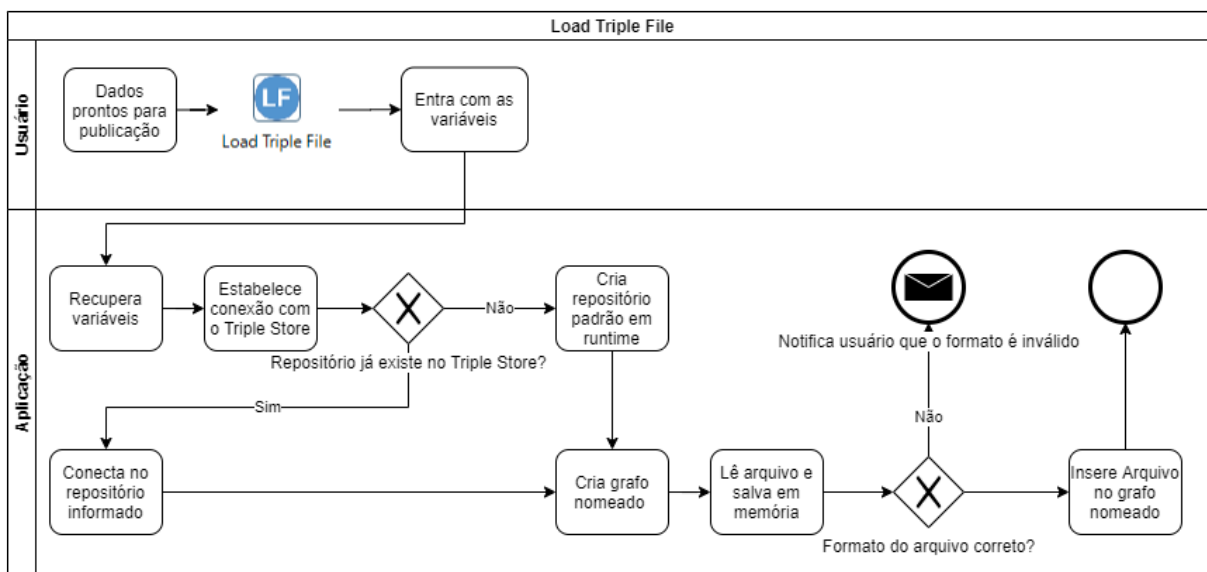 Load Triple File
Usuário
Dados
prontos para
publicação
LF
Load Triple File
Entra com as
variáveis
Aplicação
Recupera
variáveis
Estabelece
conexão com
o Triple Store
Repositório já existe no Triple Store?
Não
Cria
repositório
padrão em
runtime
Sim
Conecta no
repositório
informado
Cria grafo
nomeado
Lê arquivo e
salva em
memória
Formato do arquivo correto?
Não
Notifica usuário que o formato é inválido
Insere Arquivo
no grafo
nomeado